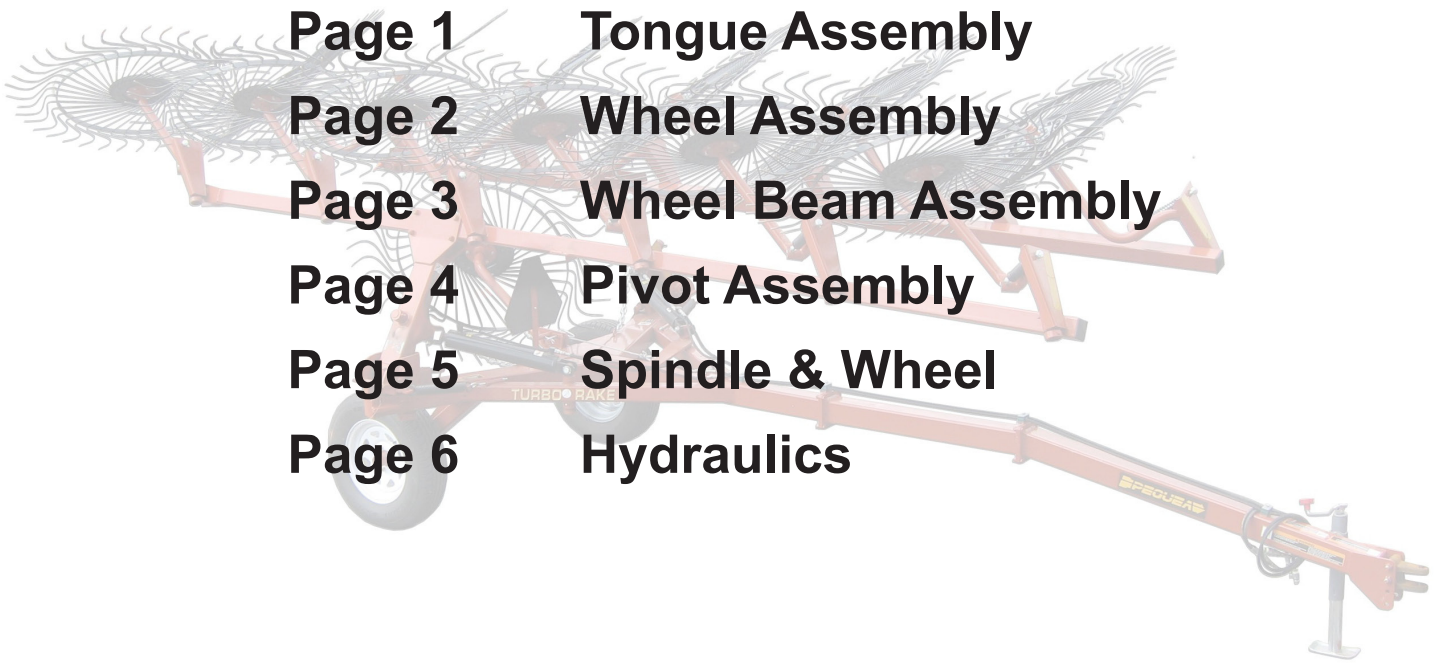 Page 1 Tongue Assembly
Page 2 Wheel Assembly
Page 3 Wheel Beam Assembly
Page 4 Pivot Assembly
Page 5 Spindle & Wheel
TURBO RAKE
Page 6 Hydraulics
PEQUEA